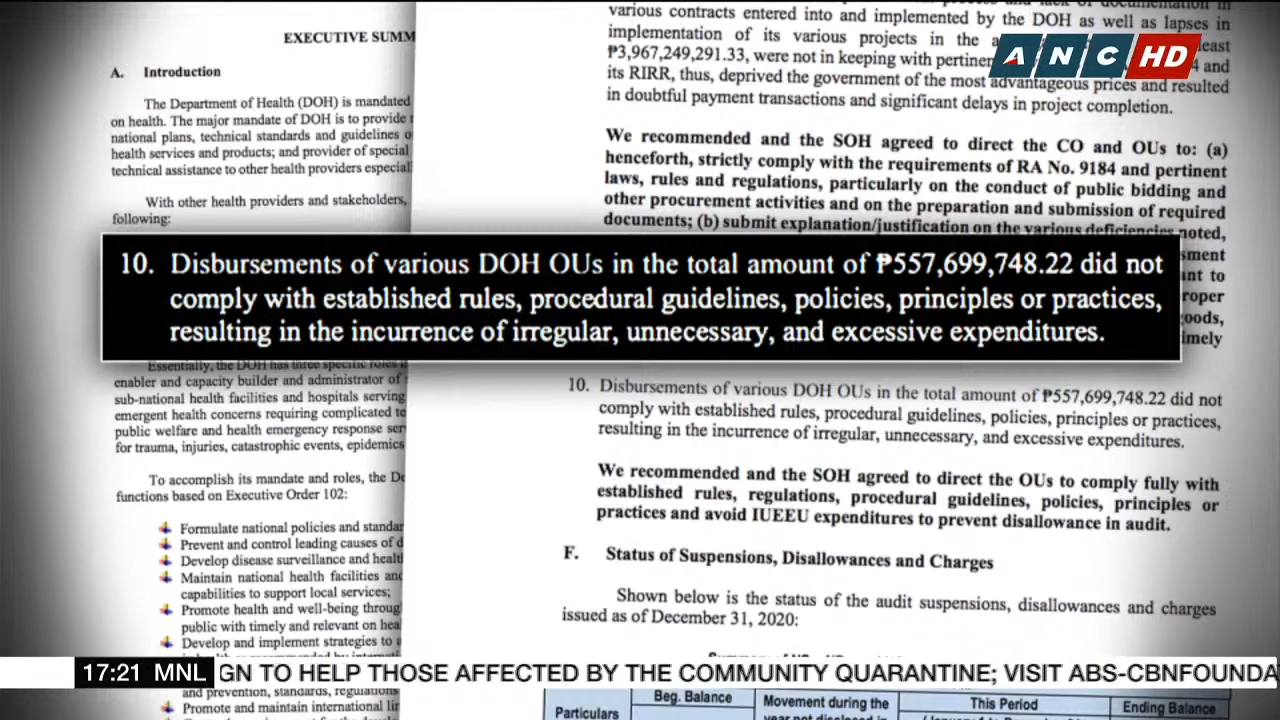 EXECUTIVE SUMM
A. Introduction
The Department of Health (DOH) is mandated
on health. The major mandate of DOH is to provide
national plans, technical standards and guidelines
health services and products; and provider of special
technical assistance to other health providers especial
With other health providers and stakeholders,
following:
Essentially, the DOH has three specific roles
enabler and capacity builder and administrator of
sub-national health facilities and hospitals serving
emergent health concerns requiring complicated
public welfare and health emergency response
for trauma, injuries, catastrophic events, epidemics
To accomplish its mandate and roles, the
functions based on Executive Order 102:
Formulate national policies and standar
Prevent and control leading causes of d
Develop disease surveillance and healt
Maintain national health facilities and
capabilities to support local services;
Promote health and well-being throug
public with timely and relevant on hea
Develop and implement strategies to
and prevention, standards, regulations
Promote and maintain international
various contracts entered into and implemented by the DOH as well as lapses in
implementation of its various projects in the least
₱3,967,249,291.33, were not in keeping with pertinen 4 and
its RIRR, thus, deprived the government of the most advantageous prices and resulted
in doubtful payment transactions and significant delays in project completion.
We recommended and the SOH agreed to direct the CO and OUs to: (a)
henceforth, strictly comply with the requirements of RA No. 9184 and pertinent
laws, rules and regulations, particularly on the conduct of public bidding and
other procurement activities and on the preparation and submission of required
documents; (b) submit explanation/justification on the various deficiencies noted,
sment
nt to
roper
oods,
imely
10. Disbursements of various DOH OUs in the total amount of ₱557,699,748.22 did not
comply with established rules, procedural guidelines, policies, principles or practices,
resulting in the incurrence of irregular, unnecessary, and excessive expenditures.
10. Disbursements of various DOH OUs in the total amount of ₱557,699,748.22 did not
comply with established rules, procedural guidelines, policies, principles or practices,
resulting in the incurrence of irregular, unnecessary, and excessive expenditures.
We recommended and the SOH agreed to direct the OUs to comply fully with
established rules, regulations, procedural guidelines, policies, principles or
practices and avoid IUEEU expenditures to prevent disallowance in audit.
F. Status of Suspensions, Disallowances and Charges
Shown below is the status of the audit suspensions, disallowances and charges
issued as of December 31, 2020:
Particulars
Beg. Balance
Movement during the
year not disclosed in
This Period
Ending Balance
ANC HD
17:21 MNL GN TO HELP THOSE AFFECTED BY THE COMMUNITY QUARANTINE; VISIT ABS-CBNFOUNDA